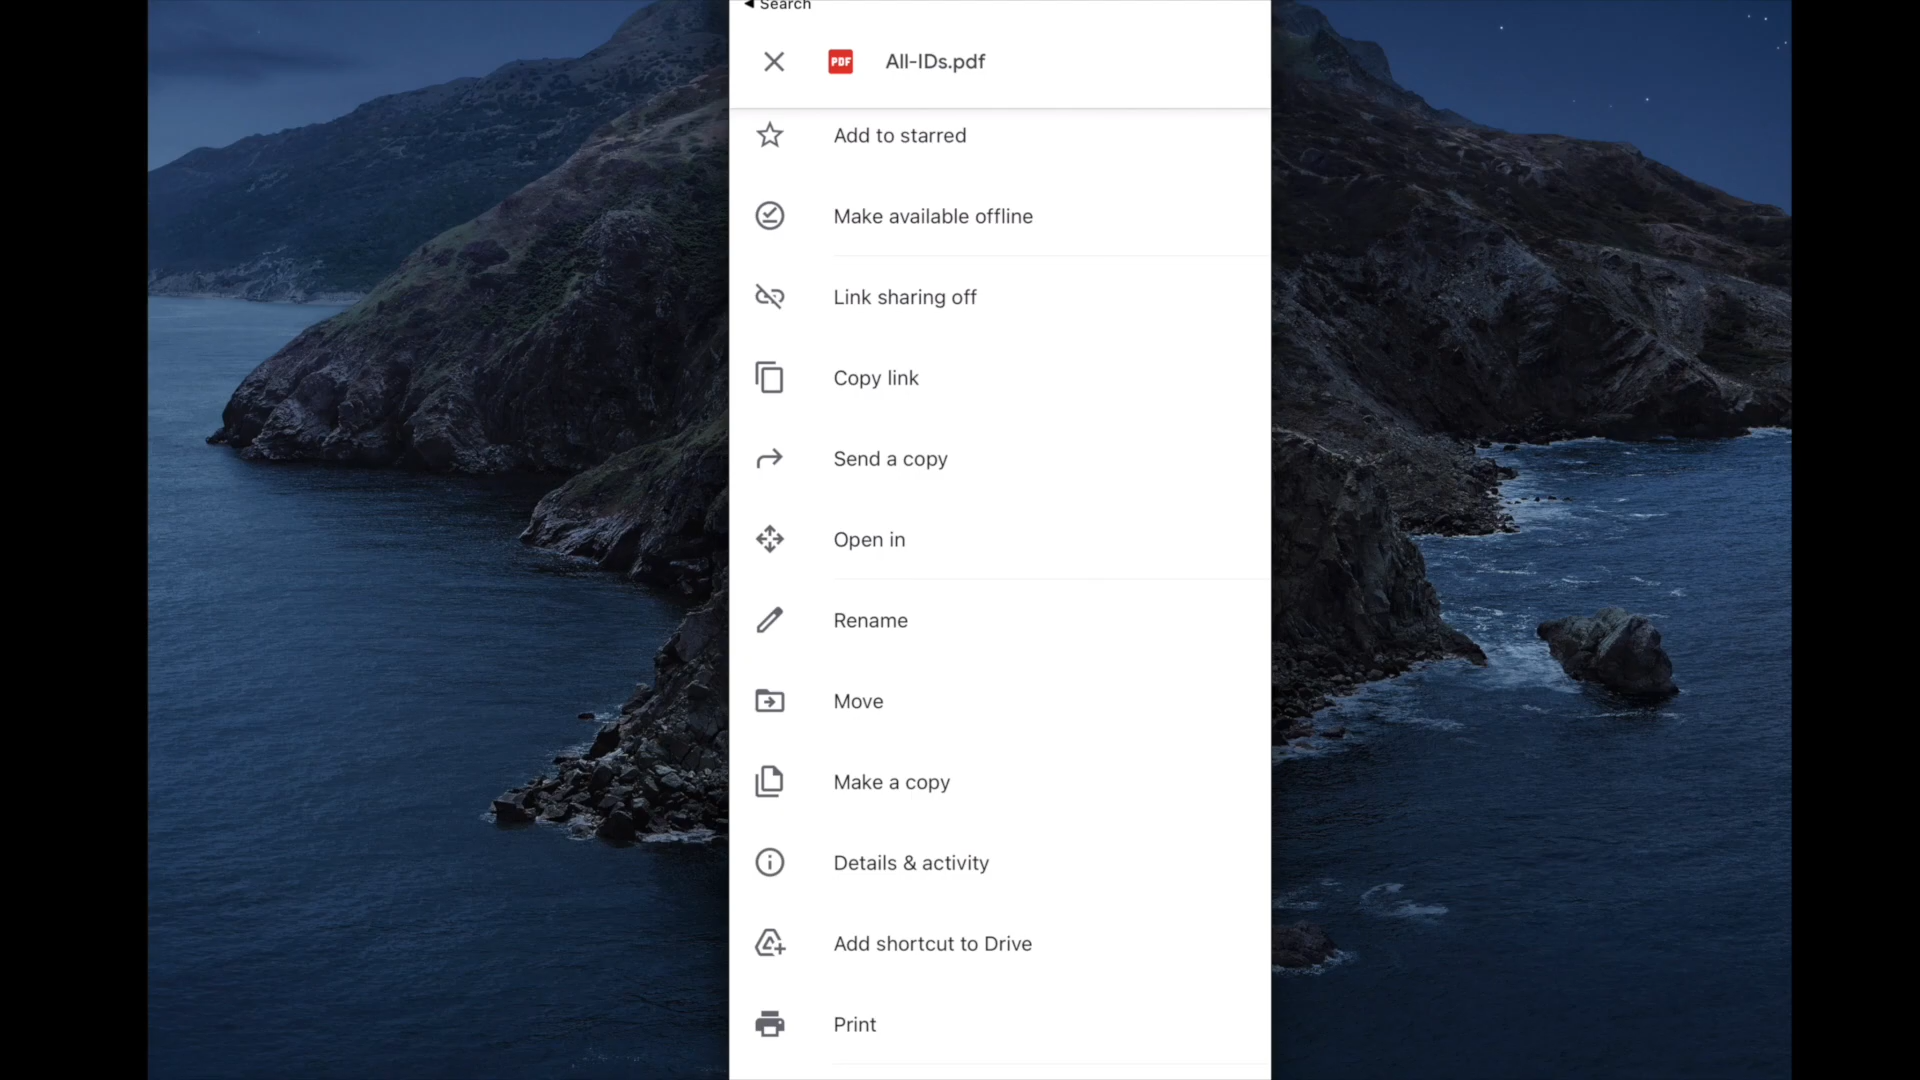 ◀ Search
PDF All-IDs.pdf
Add to starred
Make available offline
Link sharing off
Copy link
Send a copy
Open in
Rename
Move
Make a copy
Details & activity
Add shortcut to Drive
Print